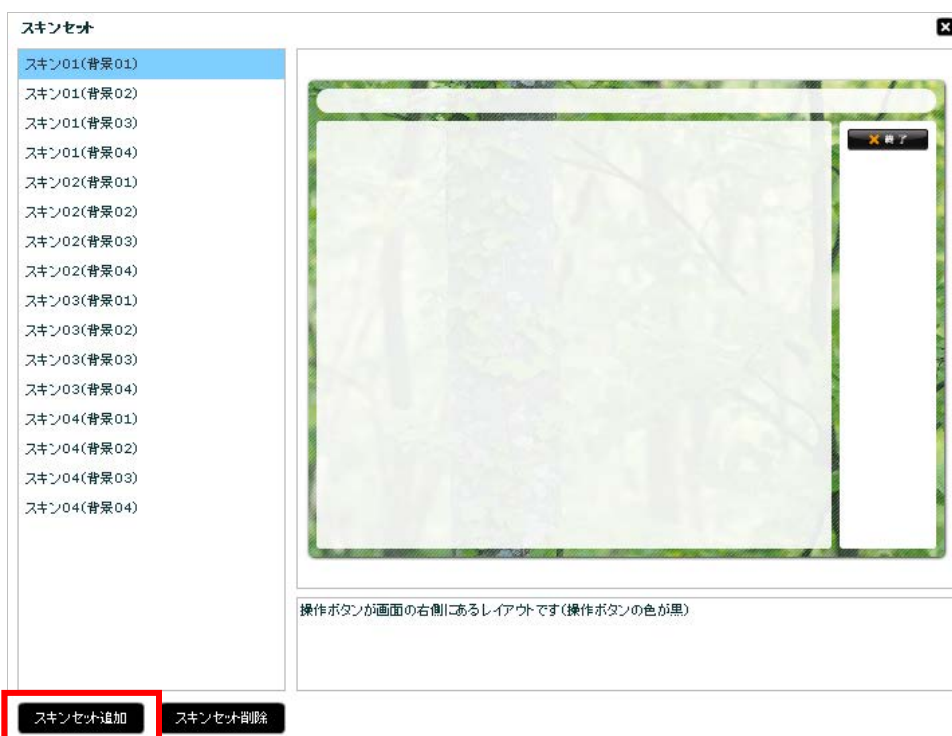 スキンセット
スキン01(背景01)
スキン01(背景02)
スキン01(背景03)
スキン01(背景04)
スキン02(背景01)
スキン02(背景02)
スキン02(背景03)
スキン02(背景04)
スキン03(背景01)
スキン03(背景02)
スキン03(背景03)
スキン03(背景04)
スキン04(背景01)
スキン04(背景02)
スキン04(背景03)
スキン04(背景04)
終了
操作ボタンが画面の右側にあるレイアウトです(操作ボタンの色が黒)
スキンセット追加
スキンセット削除